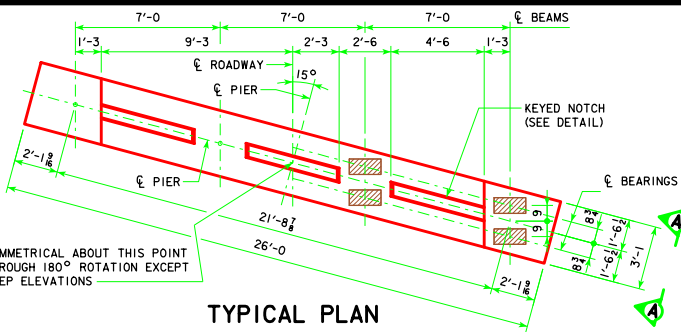 7'-0 7'-0 7'-0 ℄ BEAMS
1'-3 9'-3 2'-3 2'-6 4'-6 1'-3
℄ ROADWAY
15°
℄ PIER
KEYED NOTCH
(SEE DETAIL)
2'-1 9/16
℄ PIER
℄ BEARINGS
9
9
8 3/4
8 3/4
1'-6 1/2
1'-6 1/2
3'-1
A
A
21'-8 7/8
26'-0
2'-1 9/16
MMETRICAL ABOUT THIS POINT
ROUGH 180° ROTATION EXCEPT
EP ELEVATIONS
TYPICAL PLAN